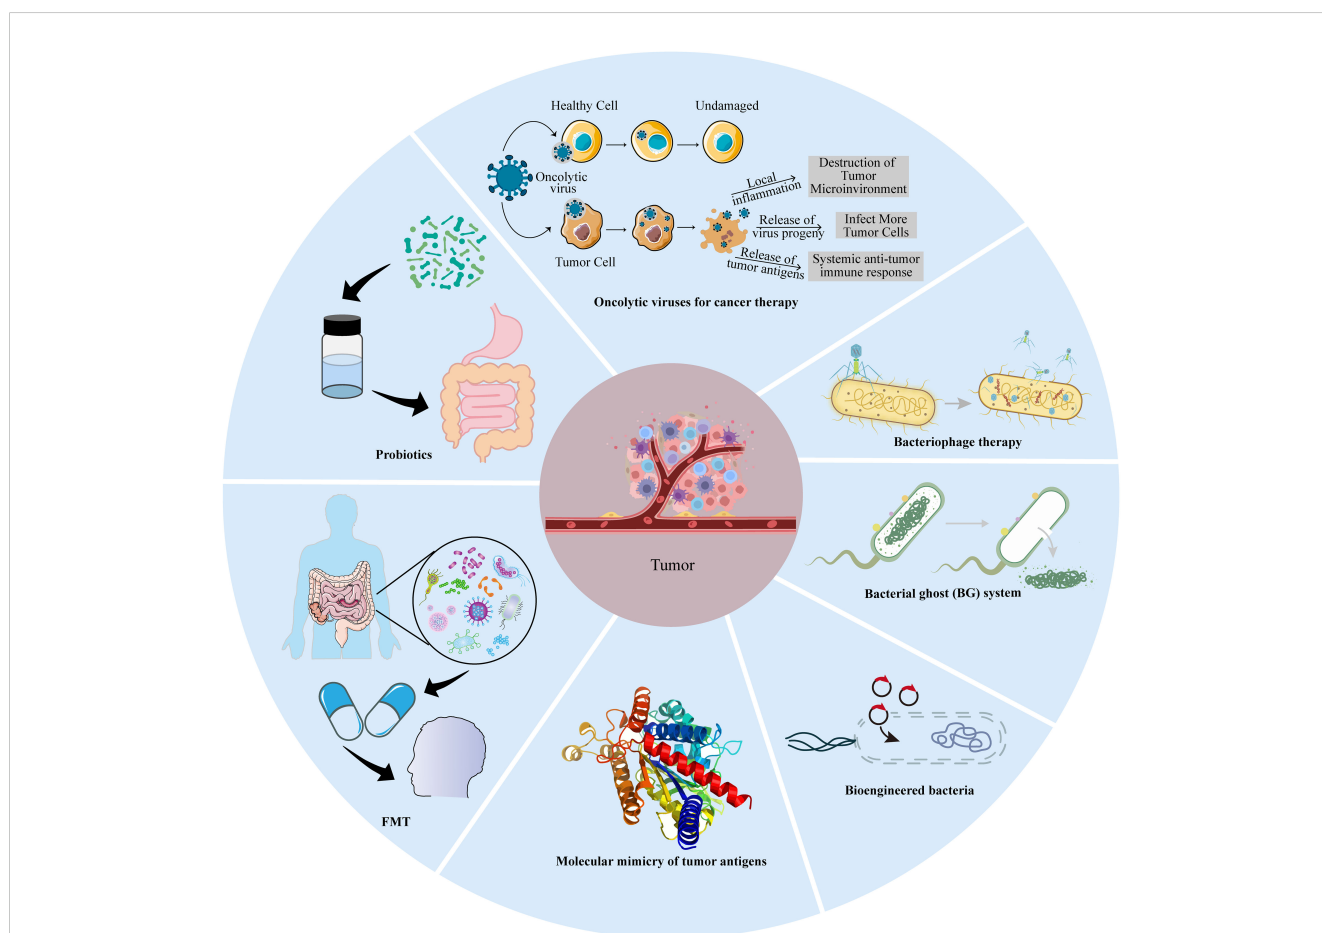 Healthy Cell
Undamaged
Oncolytic
virus
Local
inflammation
Destruction of
Tumor
Microinvironment
Release of
virus progeny
Infect More
Tumor Cells
Tumor Cell
Release of
tumor antigens
Systemic anti-tumor
immune response
Oncolytic viruses for cancer therapy
Probiotics
Bacteriophage therapy
Tumor
Bacterial ghost (BG) system
Bioengineered bacteria
FMT
Molecular mimicry of tumor antigens